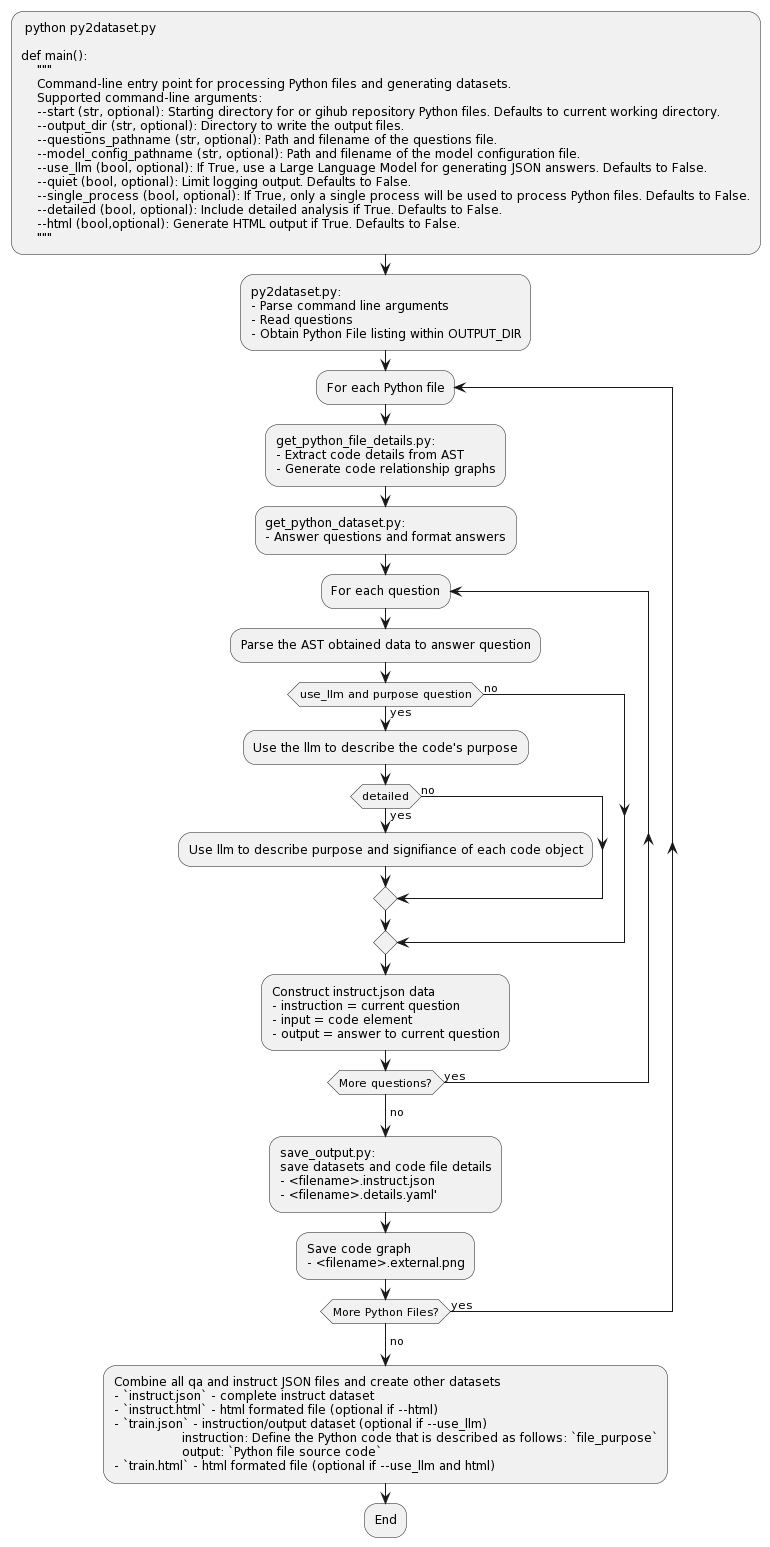 python py2dataset.py
def main():
"""
Command-line entry point for processing Python files and generating datasets.
Supported command-line arguments:
--start (str, optional): Starting directory for or gihub repository Python files. Defaults to current working directory.
--output_dir (str, optional): Directory to write the output files.
--questions_pathname (str, optional): Path and filename of the questions file.
--model_config_pathname (str, optional): Path and filename of the model configuration file.
--use_llm (bool, optional): If True, use a Large Language Model for generating JSON answers. Defaults to False.
--quiet (bool, optional): Limit logging output. Defaults to False.
--single_process (bool, optional): If True, only a single process will be used to process Python files. Defaults to False.
--detailed (bool, optional): Include detailed analysis if True. Defaults to False.
--html (bool,optional): Generate HTML output if True. Defaults to False.
"""
py2dataset.py:
- Parse command line arguments
- Read questions
- Obtain Python File listing within OUTPUT_DIR
For each Python file
get_python_file_details.py:
- Extract code details from AST
- Generate code relationship graphs
get_python_dataset.py:
- Answer questions and format answers
For each question
Parse the AST obtained data to answer question
use_llm and purpose question
no
yes
Use the llm to describe the code's purpose
detailed
no
yes
Use llm to describe purpose and signifiance of each code object
Construct instruct.json data
- instruction = current question
- input = code element
- output = answer to current question
More questions?
yes
no
save_output.py:
save datasets and code file details
- <filename>.instruct.json
- <filename>.details.yaml'
Save code graph
- <filename>.external.png
More Python Files?
yes
no
Combine all qa and instruct JSON files and create other datasets
- `instruct.json` - complete instruct dataset
- `instruct.html` - html formated file (optional if --html)
- `train.json` - instruction/output dataset (optional if --use_llm)
instruction: Define the Python code that is described as follows: `file_purpose`
output: `Python file source code`
- `train.html` - html formated file (optional if --use_llm and html)
End